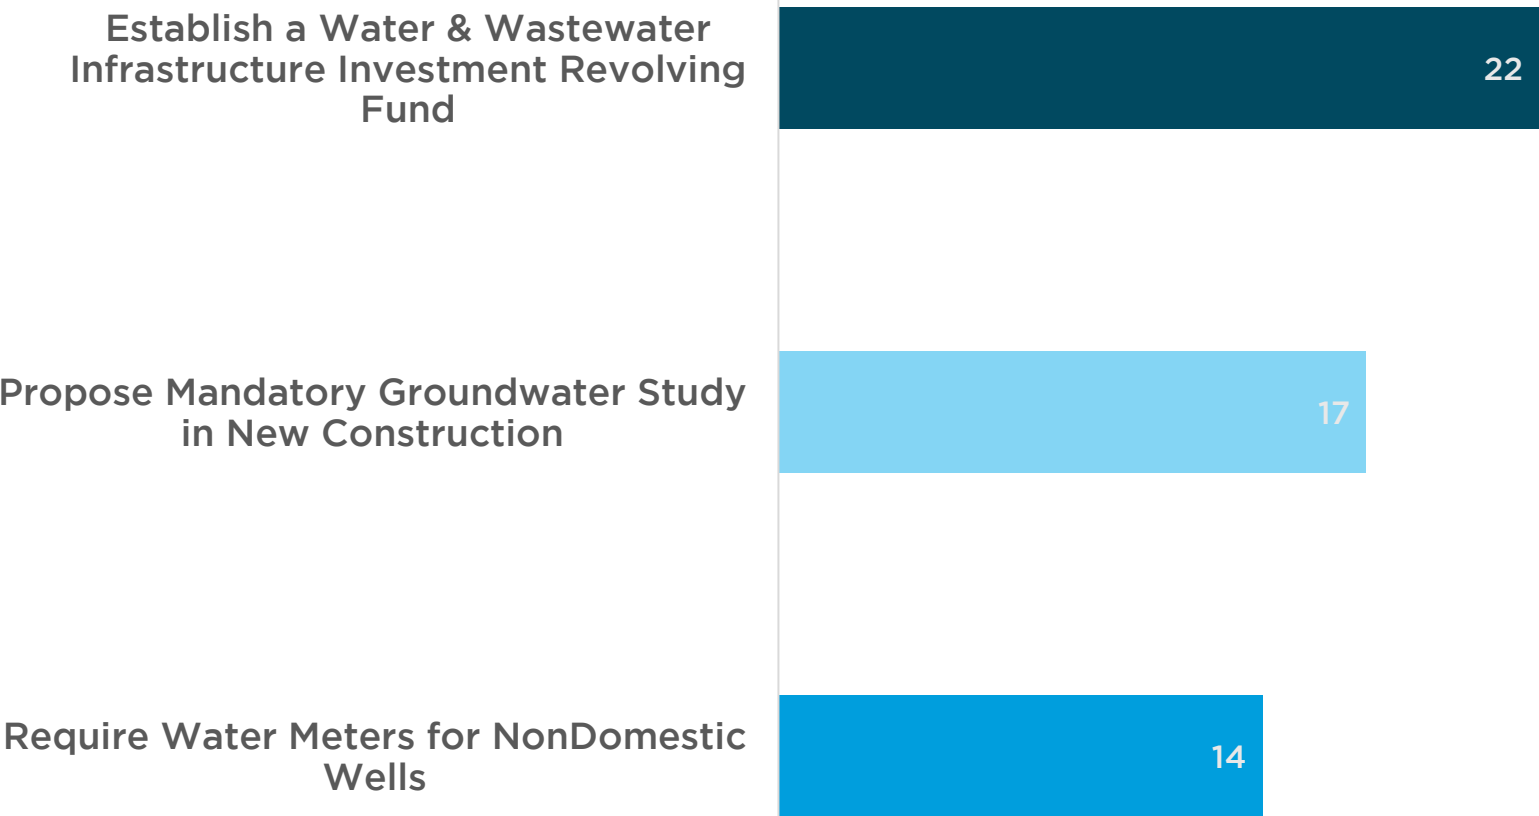 Establish a Water & Wastewater
Infrastructure Investment Revolving
Fund
22
Propose Mandatory Groundwater Study
in New Construction
17
Require Water Meters for NonDomestic
Wells
14